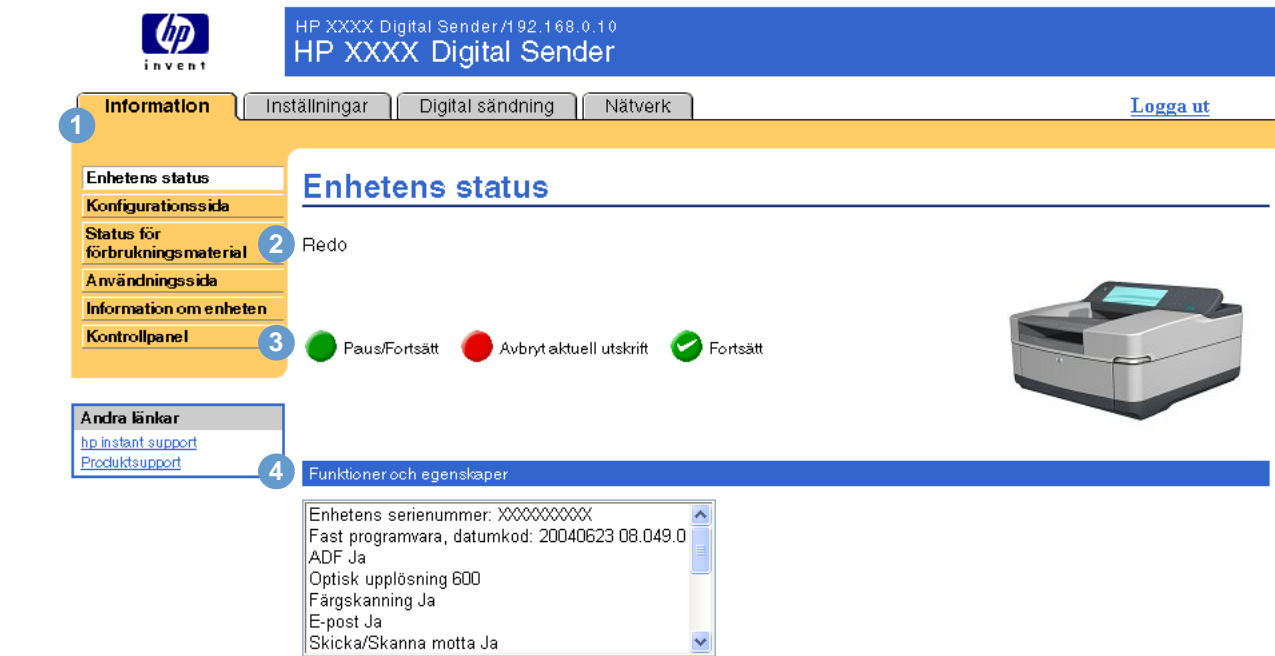 hp
invent
HP XXXX Digital Sender/192.168.0.10
HP XXXX Digital Sender
Information
Inställningar
Digital sändning
Nätverk
Logga ut
1
Enhetens status
Konfigurationssida
Status för
förbrukningsmaterial
Användningssida
Information om enheten
Kontrollpanel
Andra länkar
hp instant support
Produktsupport
Enhetens status
2
Redo
3
Paus/Fortsätt
Avbryt aktuell utskrift
Fortsätt
4
Funktioner och egenskaper
Enhetens serienummer: XXXXXXXXXX
Fast programvara, datumkod: 20040623 08.049.0
ADF Ja
Optisk upplösning 600
Färgskanning Ja
E-post Ja
Skicka/Skanna motta Ja